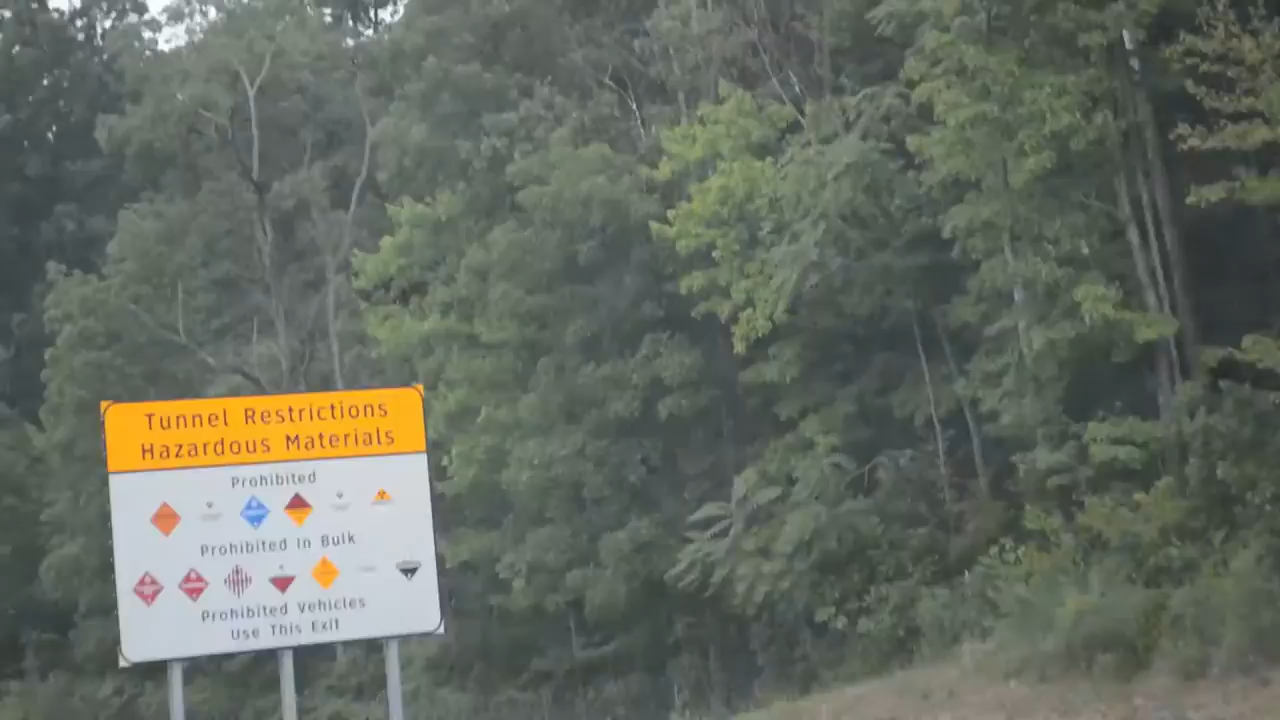 Tunnel Restrictions
Hazardous Materials
Prohibited
Prohibited In Bulk
Prohibited Vehicles
Use This Exit